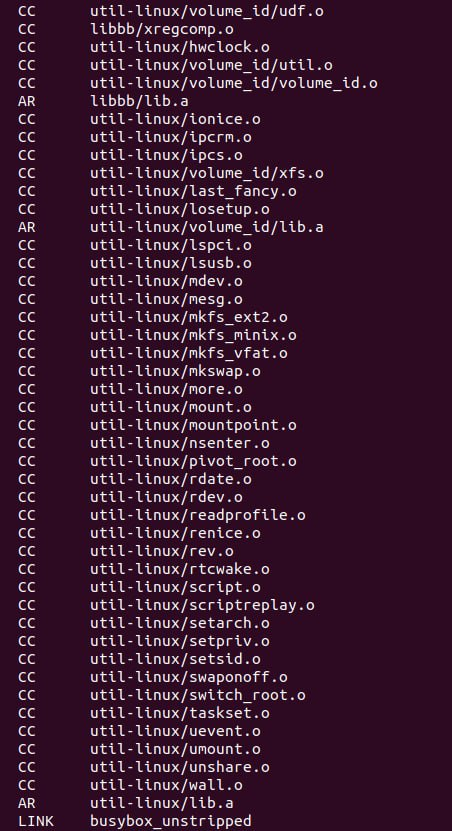 CC      util-linux/volume_id/udf.o
CC      libbb/xregcomp.o
CC      util-linux/hwclock.o
CC      util-linux/volume_id/util.o
CC      util-linux/volume_id/volume_id.o
AR      libbb/lib.a
CC      util-linux/ionice.o
CC      util-linux/ipcrm.o
CC      util-linux/ipcs.o
CC      util-linux/volume_id/xfs.o
CC      util-linux/last_fancy.o
CC      util-linux/losetup.o
AR      util-linux/volume_id/lib.a
CC      util-linux/lspci.o
CC      util-linux/lsusb.o
CC      util-linux/mdev.o
CC      util-linux/mesg.o
CC      util-linux/mkfs_ext2.o
CC      util-linux/mkfs_minix.o
CC      util-linux/mkfs_vfat.o
CC      util-linux/mkswap.o
CC      util-linux/more.o
CC      util-linux/mount.o
CC      util-linux/mountpoint.o
CC      util-linux/nsenter.o
CC      util-linux/pivot_root.o
CC      util-linux/rdate.o
CC      util-linux/rdev.o
CC      util-linux/readprofile.o
CC      util-linux/renice.o
CC      util-linux/rev.o
CC      util-linux/rtcwake.o
CC      util-linux/script.o
CC      util-linux/scriptreplay.o
CC      util-linux/setarch.o
CC      util-linux/setpriv.o
CC      util-linux/setsid.o
CC      util-linux/swaponoff.o
CC      util-linux/switch_root.o
CC      util-linux/taskset.o
CC      util-linux/uevent.o
CC      util-linux/umount.o
CC      util-linux/unshare.o
CC      util-linux/wall.o
AR      util-linux/lib.a
LINK    busybox_unstripped